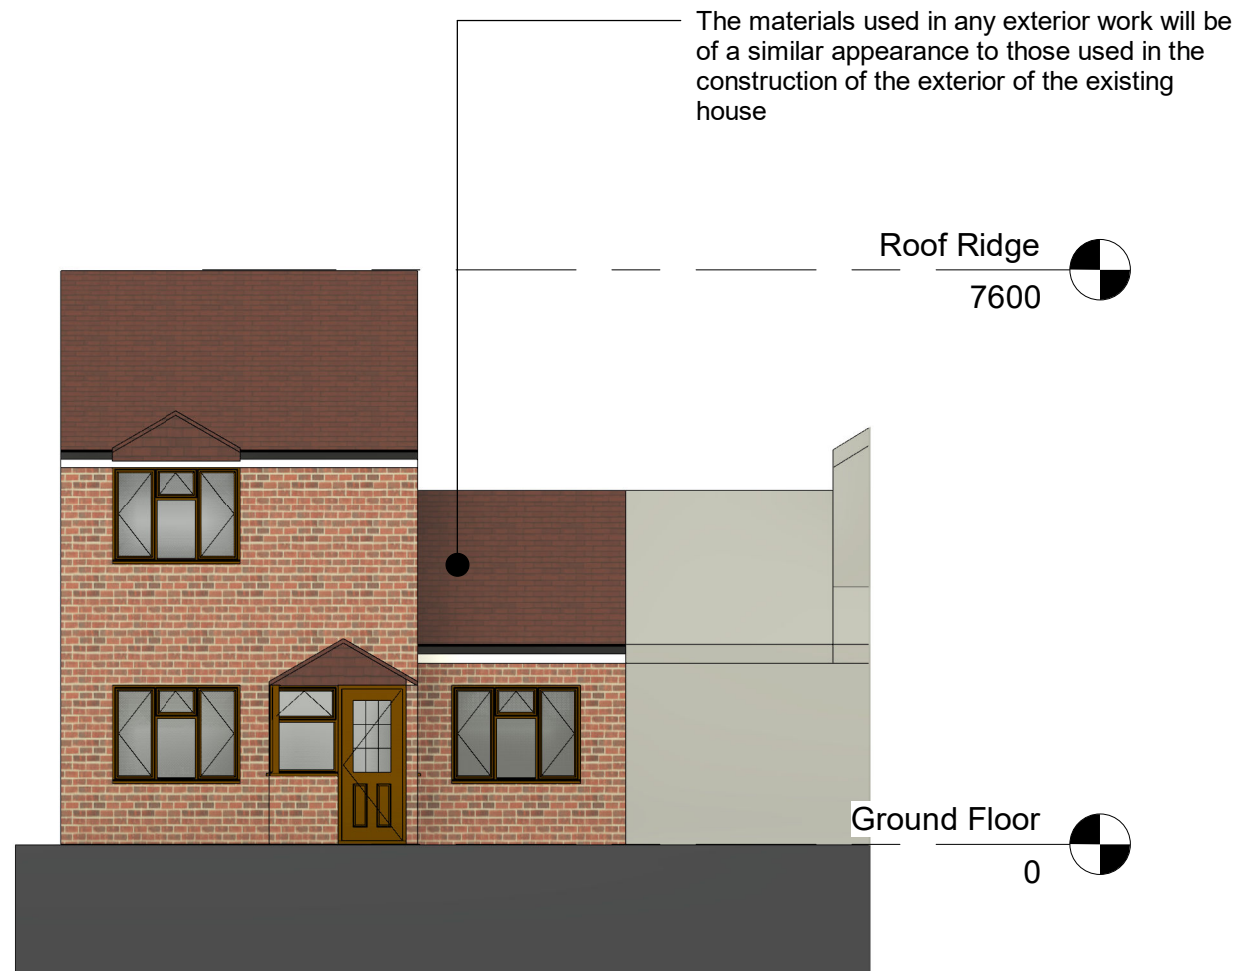 The materials used in any exterior work will be
of a similar appearance to those used in the
construction of the exterior of the existing
house
Roof Ridge
7600
Ground Floor
0